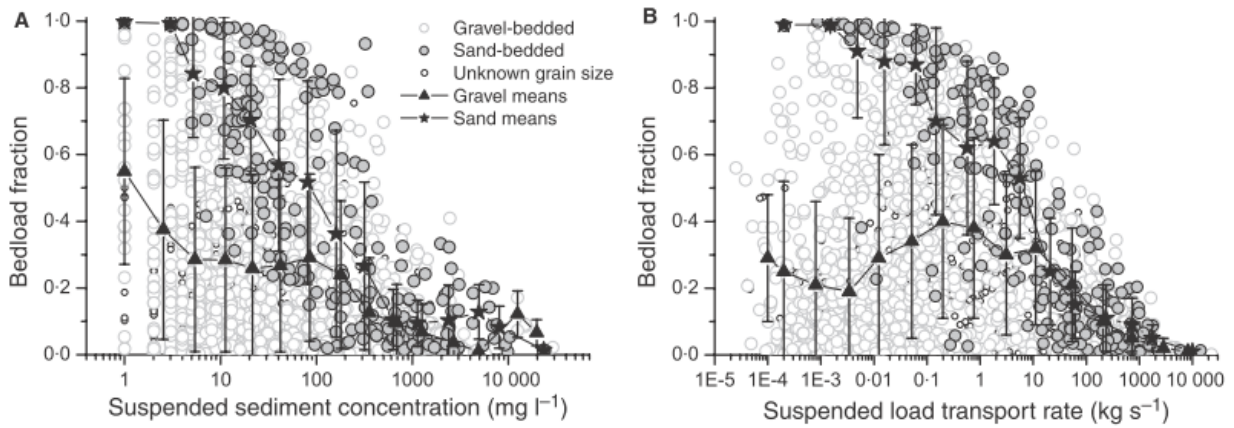 A
1·0
0·8
0·6
0·4
0·2
0·0
Bedload fraction
1
10
100
1000
10 000
Suspended sediment concentration (mg l⁻¹)
Gravel-bedded
Sand-bedded
Unknown grain size
Gravel means
Sand means
B
1·0
0·8
0·6
0·4
0·2
0·0
Bedload fraction
1E-5
1E-4
1E-3
0·01
0·1
1
10
100
1000
10 000
Suspended load transport rate (kg s⁻¹)